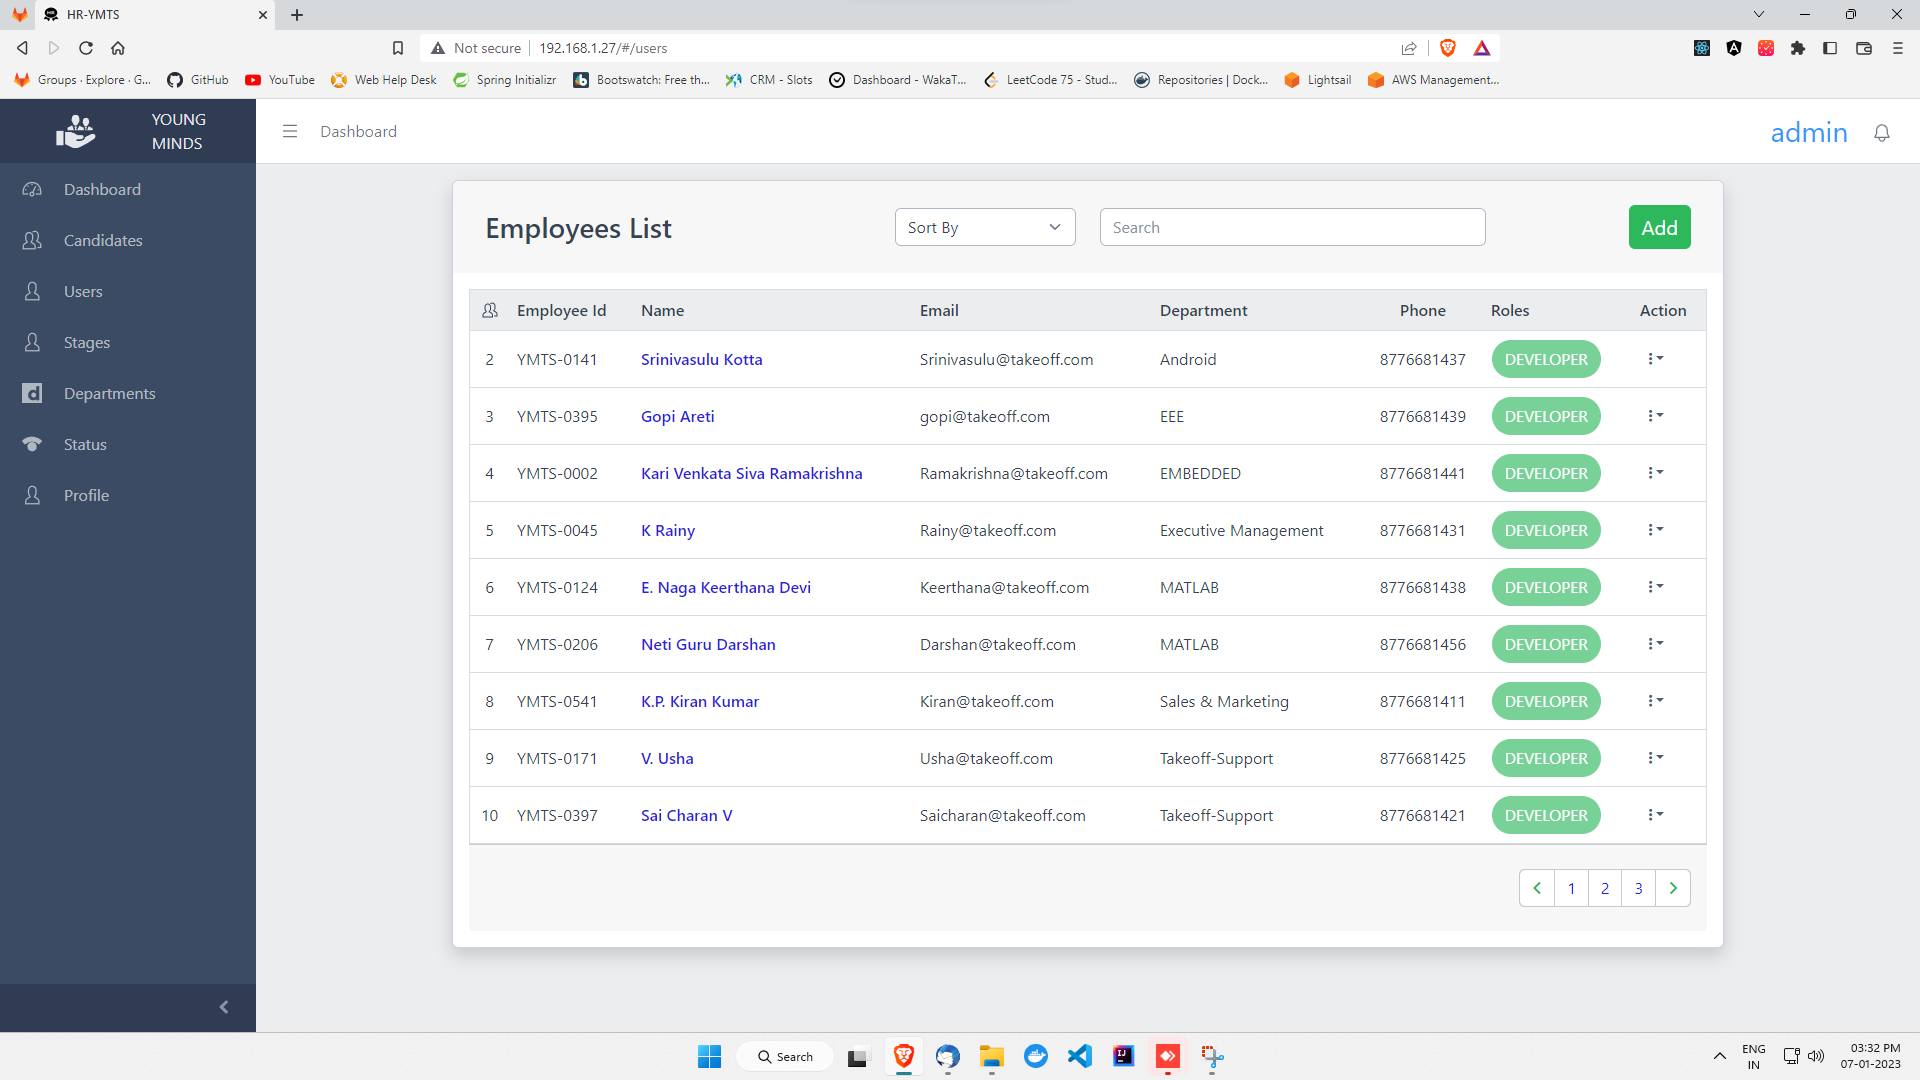 HR-YMTS
Not secure
192.168.1.27/#/users
Groups · Explore · G...
GitHub
YouTube
Web Help Desk
Spring Initializr
Bootswatch: Free th...
CRM - Slots
Dashboard - WakaT...
LeetCode 75 - Stud...
Repositories | Dock...
Lightsail
AWS Management...
YOUNG
MINDS
Dashboard
admin
Dashboard
Candidates
Users
Stages
Departments
Status
Profile
Employees List
Sort By
Search
Add
Employee Id Name Email Department Phone Roles Action
2 YMTS-0141 Srinivasulu Kotta Srinivasulu@takeoff.com Android 8776681437 DEVELOPER
3 YMTS-0395 Gopi Areti gopi@takeoff.com EEE 8776681439 DEVELOPER
4 YMTS-0002 Kari Venkata Siva Ramakrishna Ramakrishna@takeoff.com EMBEDDED 8776681441 DEVELOPER
5 YMTS-0045 K Rainy Rainy@takeoff.com Executive Management 8776681431 DEVELOPER
6 YMTS-0124 E. Naga Keerthana Devi Keerthana@takeoff.com MATLAB 8776681438 DEVELOPER
7 YMTS-0206 Neti Guru Darshan Darshan@takeoff.com MATLAB 8776681456 DEVELOPER
8 YMTS-0541 K.P. Kiran Kumar Kiran@takeoff.com Sales & Marketing 8776681411 DEVELOPER
9 YMTS-0171 V. Usha Usha@takeoff.com Takeoff-Support 8776681425 DEVELOPER
10 YMTS-0397 Sai Charan V Saicharan@takeoff.com Takeoff-Support 8776681421 DEVELOPER
1 2 3
Search
ENG
IN
03:32 PM
07-01-2023